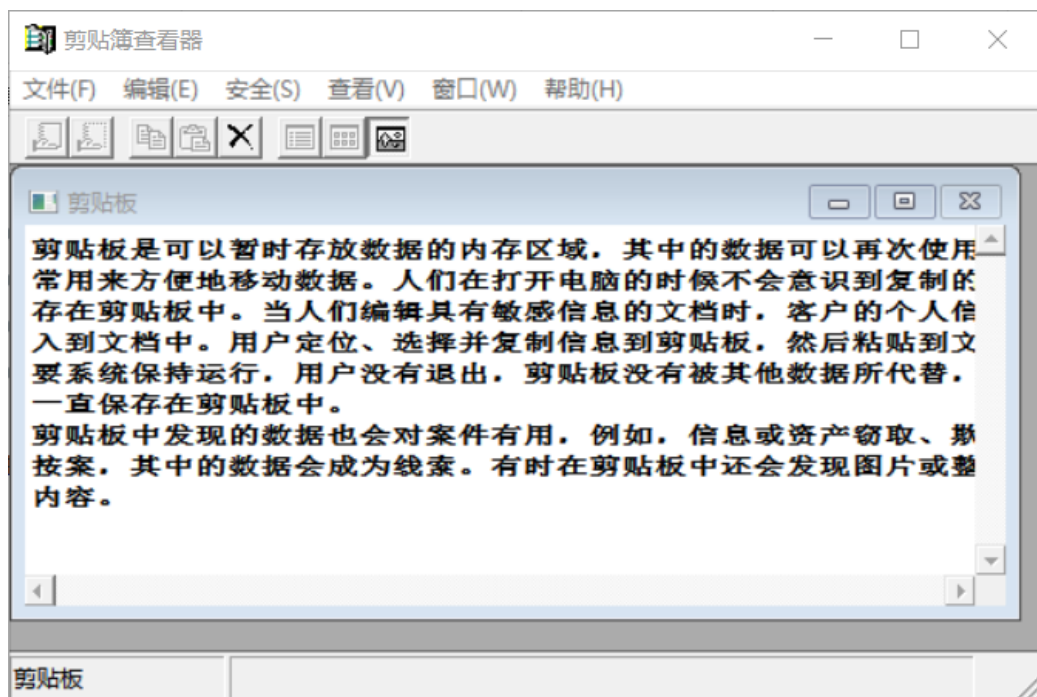 剪贴簿查看器
文件(F) 编辑(E) 安全(S) 查看(V) 窗口(W) 帮助(H)
剪贴板
剪贴板是可以暂时存放数据的内存区域，其中的数据可以再次使用
常用来方便地移动数据。人们在打开电脑的时候不会意识到复制的
存在剪贴板中。当人们编辑具有敏感信息的文档时，客户的个人信
入到文档中。用户定位、选择并复制信息到剪贴板，然后粘贴到文
要系统保持运行，用户没有退出，剪贴板没有被其他数据所代替，
一直保存在剪贴板中。
剪贴板中发现的数据也会对案件有用，例如，信息或资产窃取、欺
按案，其中的数据会成为线索。有时在剪贴板中还会发现图片或整
内容。
剪贴板